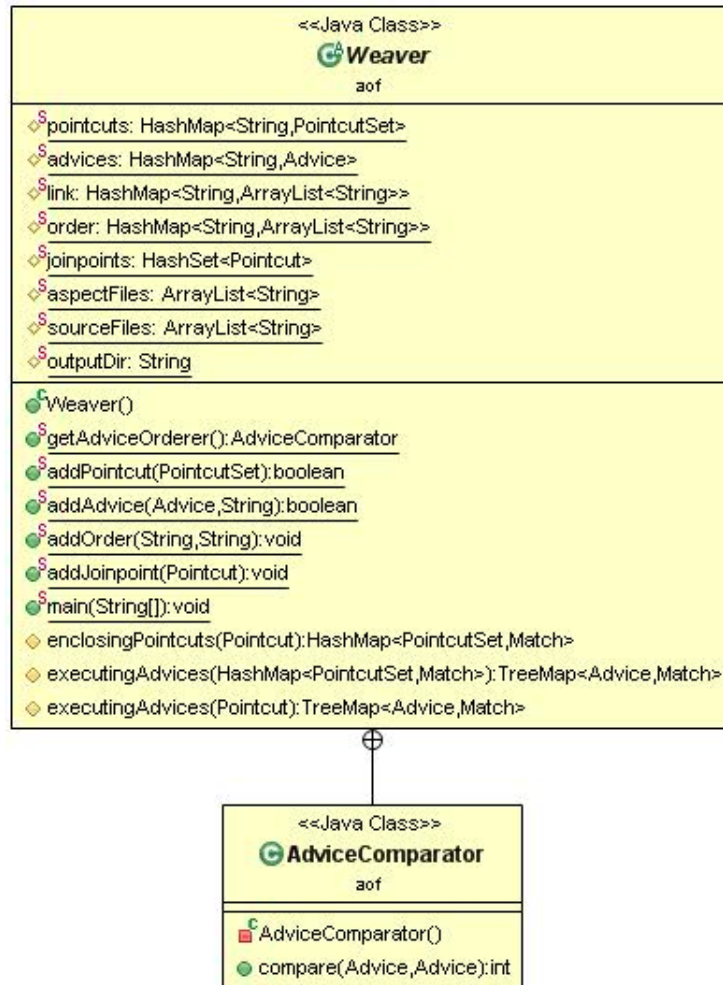 <<Java Class>>
Weaver
aof
pointcuts: HashMap<String,PointcutSet>
advices: HashMap<String,Advice>
link: HashMap<String,ArrayList<String>>
order: HashMap<String,ArrayList<String>>
joinpoints: HashSet<Pointcut>
aspectFiles: ArrayList<String>
sourceFiles: ArrayList<String>
outputDir: String
Weaver()
getAdviceOrderer():AdviceComparator
addPointcut(PointcutSet):boolean
addAdvice(Advice,String):boolean
addOrder(String,String):void
addJoinpoint(Pointcut):void
main(String[]):void
enclosingPointcuts(Pointcut):HashMap<PointcutSet,Match>
executingAdvices(HashMap<PointcutSet,Match>):TreeMap<Advice,Match>
executingAdvices(Pointcut):TreeMap<Advice,Match>
<<Java Class>>
AdviceComparator
aof
AdviceComparator()
compare(Advice,Advice):int